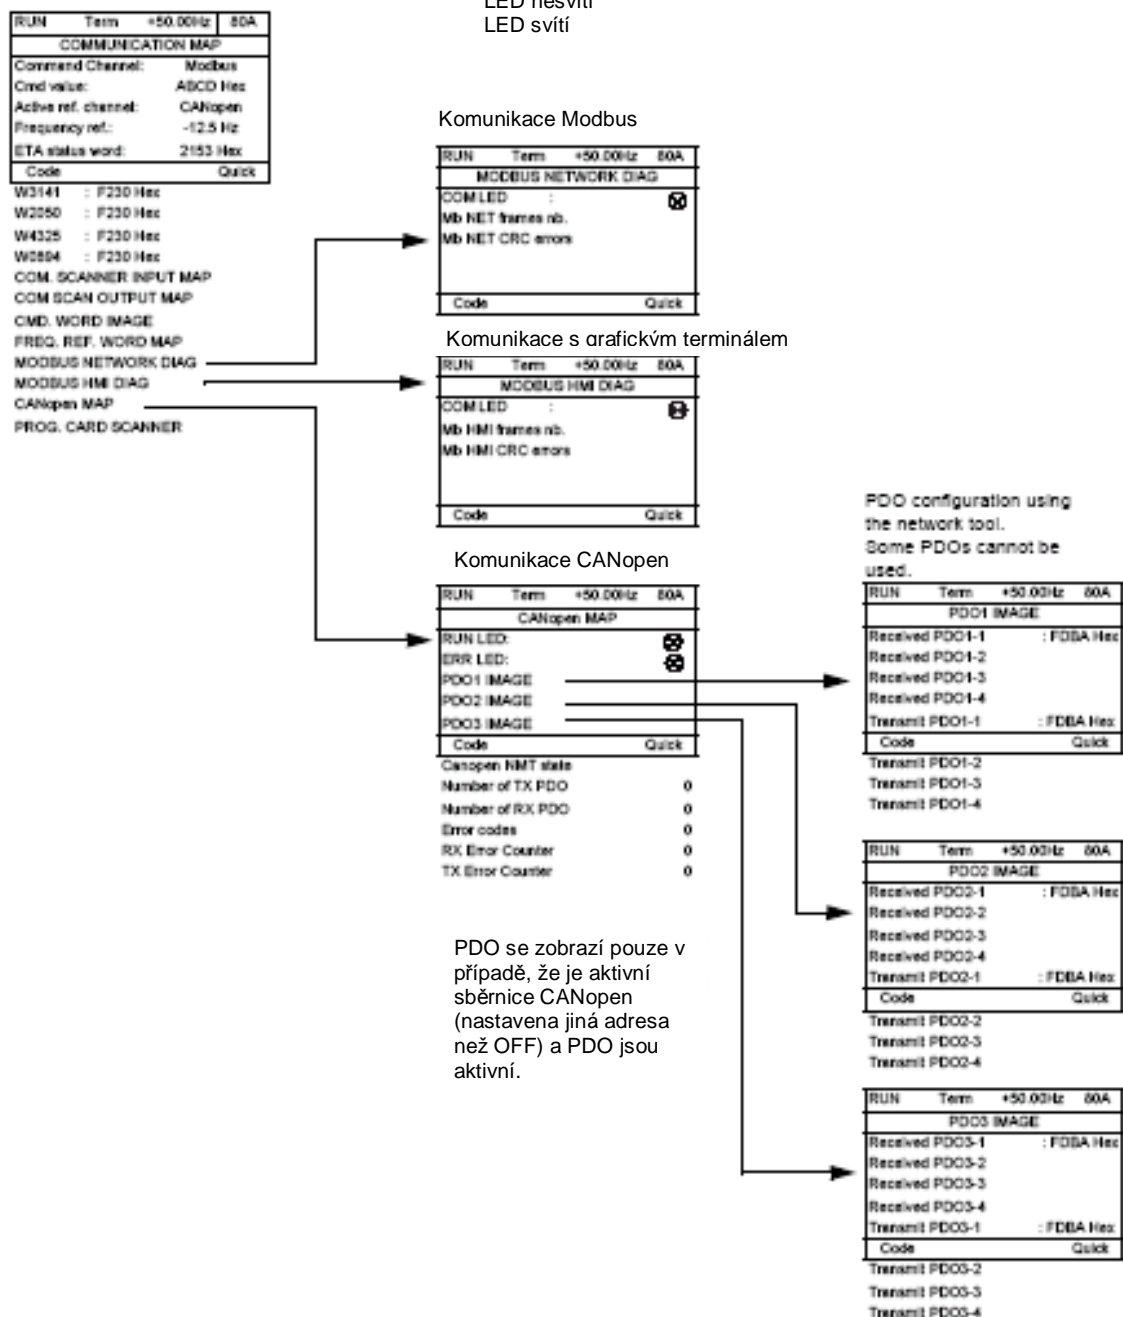 LED nesvítí
LED svítí
RUN Term +50.00Hz 80A
COMMUNICATION MAP
Command Channel: Modbus
Cmd value: ABCD Hex
Active ref. channel: CANopen
Frequency ref.: -12.5 Hz
ETA status word: 2153 Hex
Code Quick
W3141 : F230 Hex
W2050 : F230 Hex
W4325 : F230 Hex
W0894 : F230 Hex
COM. SCANNER INPUT MAP
COM SCAN OUTPUT MAP
CMD. WORD IMAGE
FREQ. REF. WORD MAP
MODBUS NETWORK DIAG
MODBUS HMI DIAG
CANopen MAP
PROG. CARD SCANNER
Komunikace Modbus
RUN Term +50.00Hz 80A
MODBUS NETWORK DIAG
COM LED :
Mb NET frames nb.
Mb NET CRC errors
Code Quick
Komunikace s grafickým terminálem
RUN Term +50.00Hz 80A
MODBUS HMI DIAG
COM LED :
Mb HMI frames nb.
Mb HMI CRC errors
Code Quick
Komunikace CANopen
RUN Term +50.00Hz 80A
CANopen MAP
RUN LED:
ERR LED:
PDO1 IMAGE
PDO2 IMAGE
PDO3 IMAGE
Code Quick
Canopen NMT state
Number of TX PDO 0
Number of RX PDO 0
Error codes 0
RX Error Counter 0
TX Error Counter 0
PDO se zobrazí pouze v
případě, že je aktivní
sběrnice CANopen
(nastavena jiná adresa
než OFF) a PDO jsou
aktivní.
PDO configuration using
the network tool.
Some PDOs cannot be
used.
RUN Term +50.00Hz 80A
PDO1 IMAGE
Received PDO1-1 : FDBA Hex
Received PDO1-2
Received PDO1-3
Received PDO1-4
Transmit PDO1-1 : FDBA Hex
Code Quick
Transmit PDO1-2
Transmit PDO1-3
Transmit PDO1-4
RUN Term +50.00Hz 80A
PDO2 IMAGE
Received PDO2-1 : FDBA Hex
Received PDO2-2
Received PDO2-3
Received PDO2-4
Transmit PDO2-1 : FDBA Hex
Code Quick
Transmit PDO2-2
Transmit PDO2-3
Transmit PDO2-4
RUN Term +50.00Hz 80A
PDO3 IMAGE
Received PDO3-1 : FDBA Hex
Received PDO3-2
Received PDO3-3
Received PDO3-4
Transmit PDO3-1 : FDBA Hex
Code Quick
Transmit PDO3-2
Transmit PDO3-3
Transmit PDO3-4